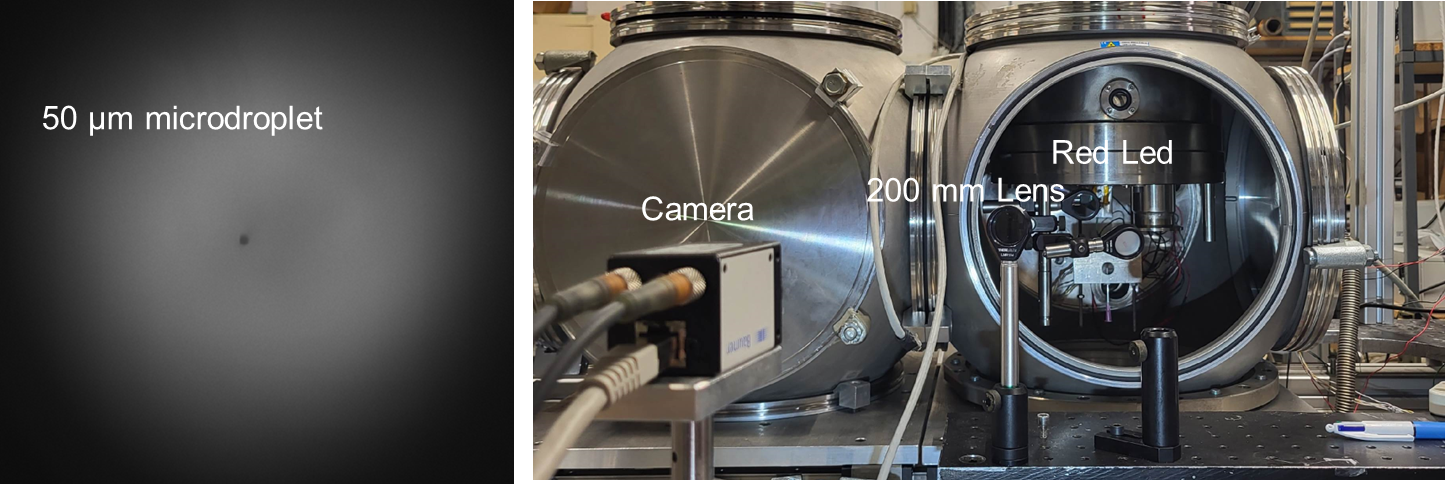 50 µm microdroplet
Red Led
200 mm Lens
Camera